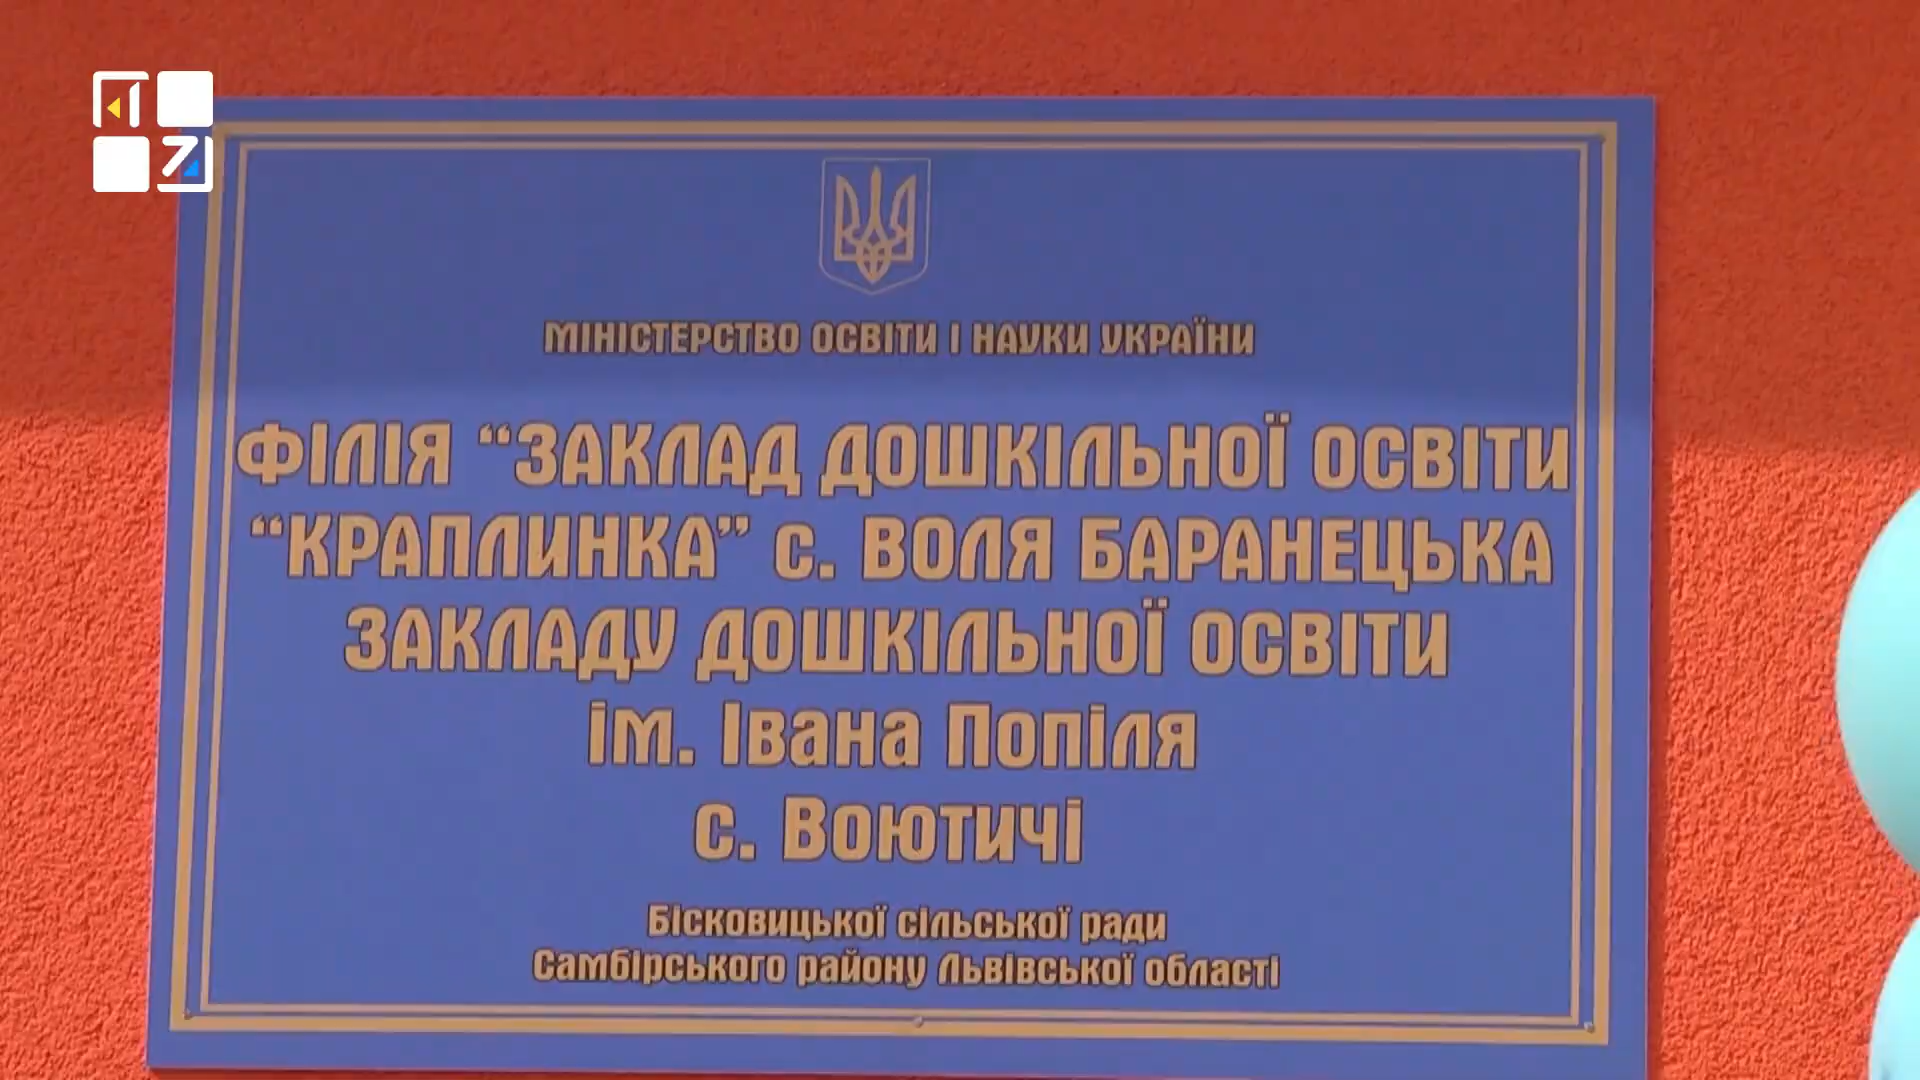 МІНІСТЕРСТВО ОСВІТИ І НАУКИ УКРАЇНИ
ФІЛІЯ “ЗАКЛАД ДОШКІЛЬНОЇ ОСВІТИ
“КРАПЛИНКА” с. ВОЛЯ БАРАНЕЦЬКА
ЗАКЛАДУ ДОШКІЛЬНОЇ ОСВІТИ
ім. Івана Попіля
с. Воютичі
Бісковицької сільської ради
Самбірського району Львівської області